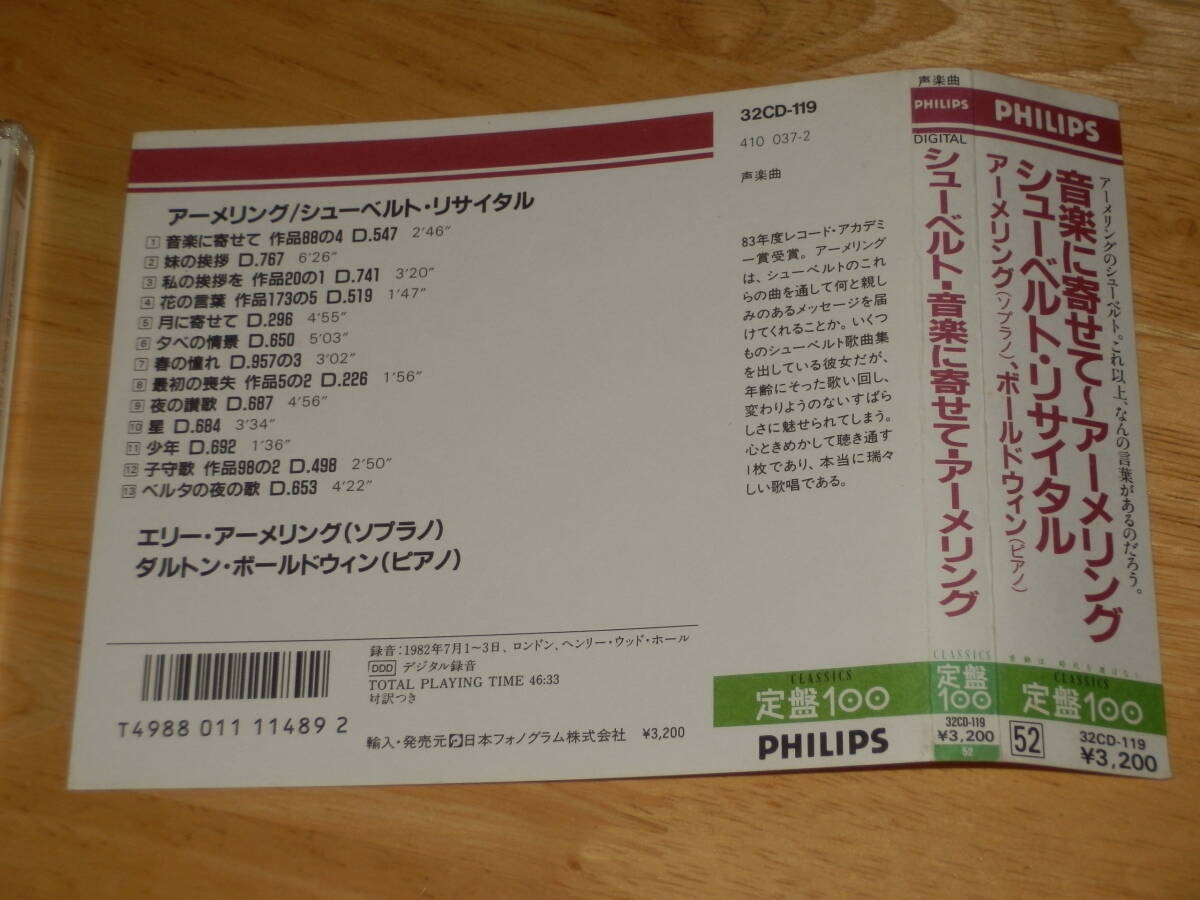 アーメリング/シューベルト・リサイタル
1 音楽に寄せて 作品88の4 D.547 2′46″
2 妹の挨拶 D.767 6′26″
3 私の挨拶を 作品20の1 D.741 3′20″
4 花の言葉 作品173の5 D.519 1′47″
5 月に寄せて D.296 4′55″
6 夕べの情景 D.650 5′03″
7 春の憧れ D.957の3 3′02″
8 最初の喪失 作品5の2 D.226 1′56″
9 夜の讃歌 D.687 4′56″
10 星 D.684 3′34″
11 少年 D.692 1′36″
12 子守歌 作品98の2 D.498 2′50″
13 ベルタの夜の歌 D.653 4′22″
エリー・アーメリング(ソプラノ)
ダルトン・ボールドウィン(ピアノ)
録音:1982年7月1~3日、ロンドン、ヘンリー・ウッド・ホール
DDD デジタル録音
TOTAL PLAYING TIME 46:33
対訳つき
T4988 011 11489 2
輸入・発売元 日本フォノグラム株式会社 ¥3,200
32CD-119
410 037-2
声楽曲
83年度レコード・アカデミ
ー賞受賞。アーメリング
は、シューベルトのこれ
らの曲を通して何と親し
みのあるメッセージを届
けてくれることか。いくつ
ものシューベルト歌曲集
を出している彼女だが、
年齢にそった歌い回し、
変わりようのないすばら
しさに魅せられてしまう。
心ときめかして聴き通す
1枚であり、本当に瑞々
しい歌唱である。
CLASSICS
定盤100
PHILIPS
声楽曲
PHILIPS
DIGITAL
シューベルト・音楽に寄せて-アーメリング
CLASSICS
定盤100
32CD-119
¥3,200
52
PHILIPS
アーメリングのシューベルト。これ以上、なんの言葉があるのだろう。
音楽に寄せて~アーメリング
シューベルト・リサイタル
アーメリング(ソプラノ)、ボールドウィン(ピアノ)
CLASSICS
定盤100
52
32CD-119
¥3,200